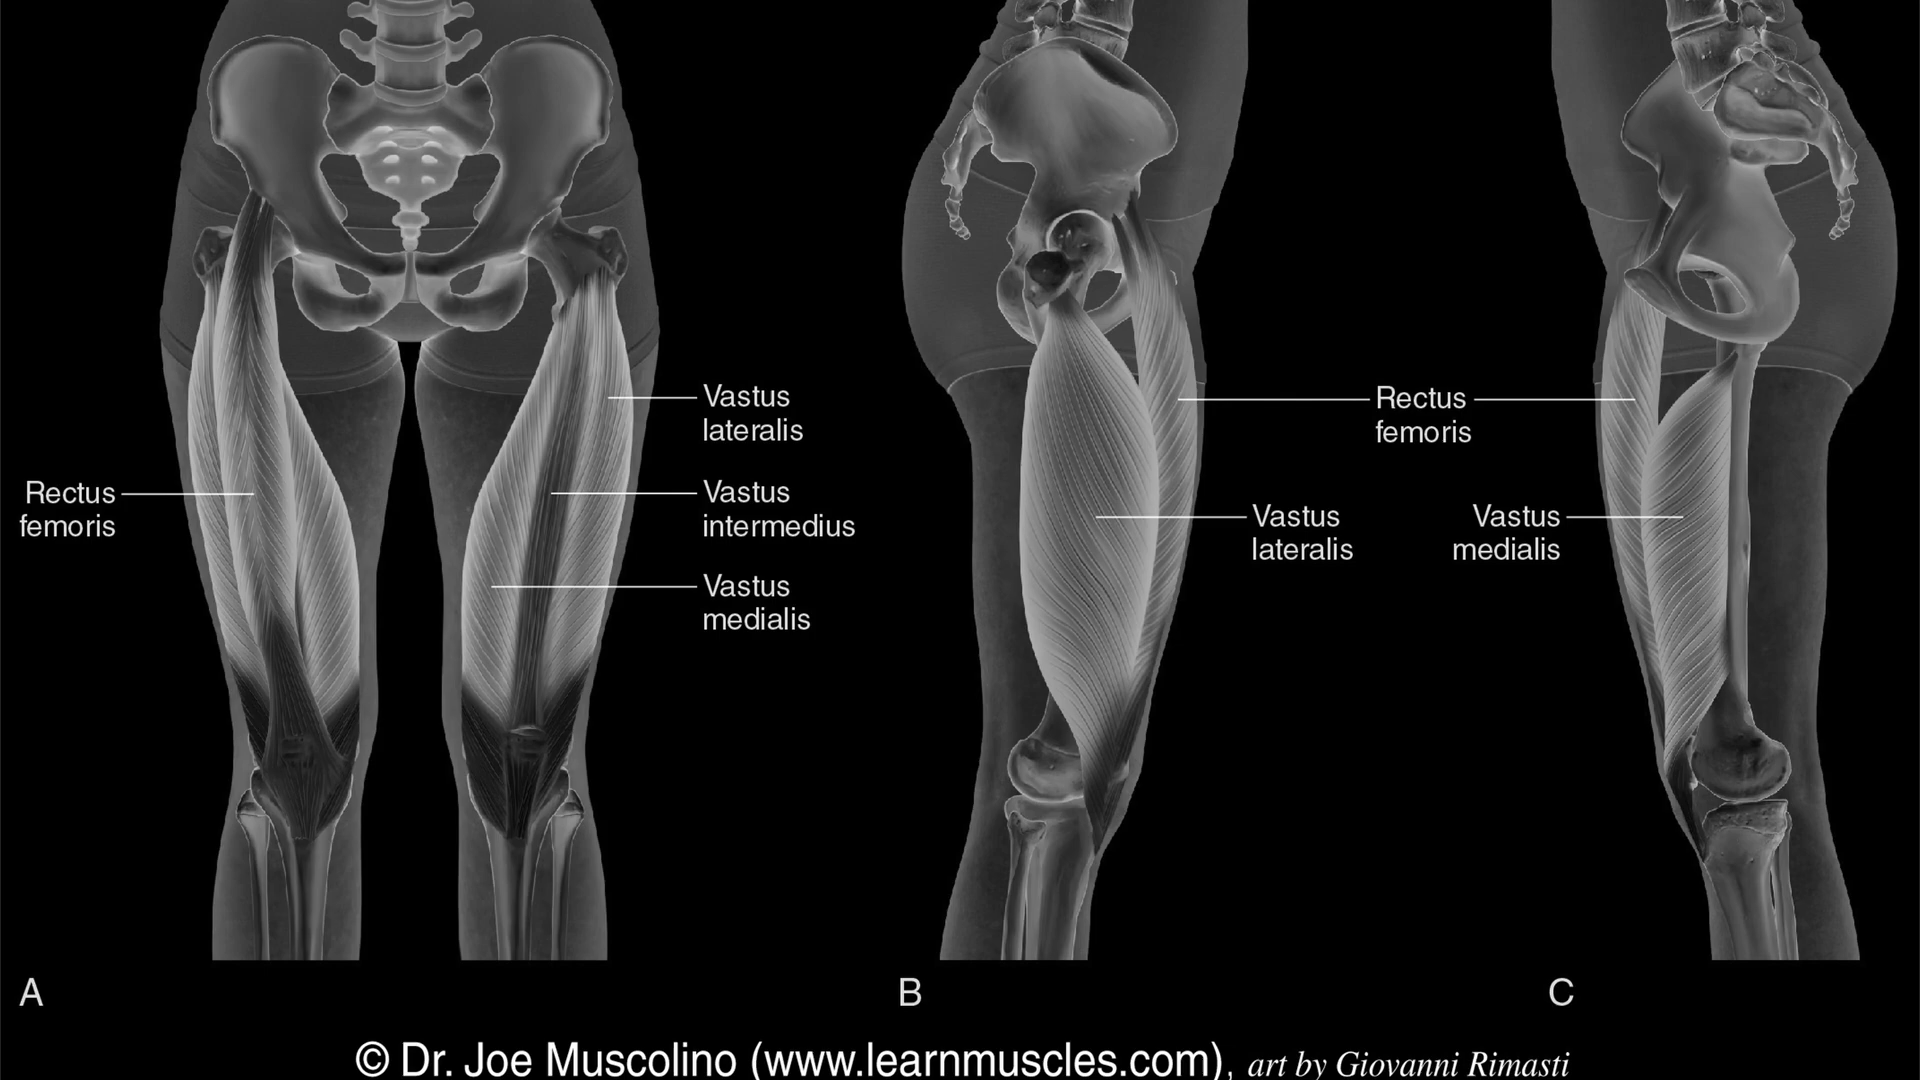 Rectus
femoris
Vastus
lateralis
Vastus
intermedius
Vastus
medialis
Rectus
femoris
Vastus
lateralis
Vastus
medialis
A
B
C
© Dr. Joe Muscolino (www.learnmuscles.com), art by Giovanni Rimasti